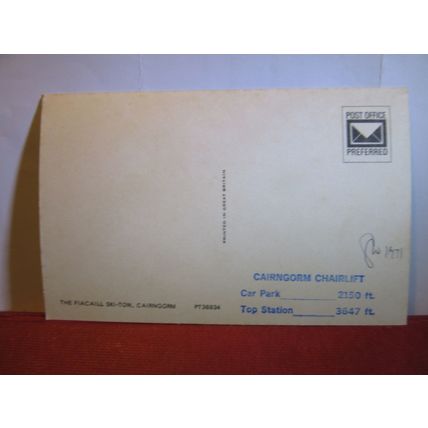 POST OFFICE
PREFERRED
PRINTED IN GREAT BRITAIN
1971
CAIRNGORM CHAIRLIFT
Car Park 2150 ft.
Top Station 3647 ft.
THE FIACAILL SKI-TOW, CAIRNGORM PT36834